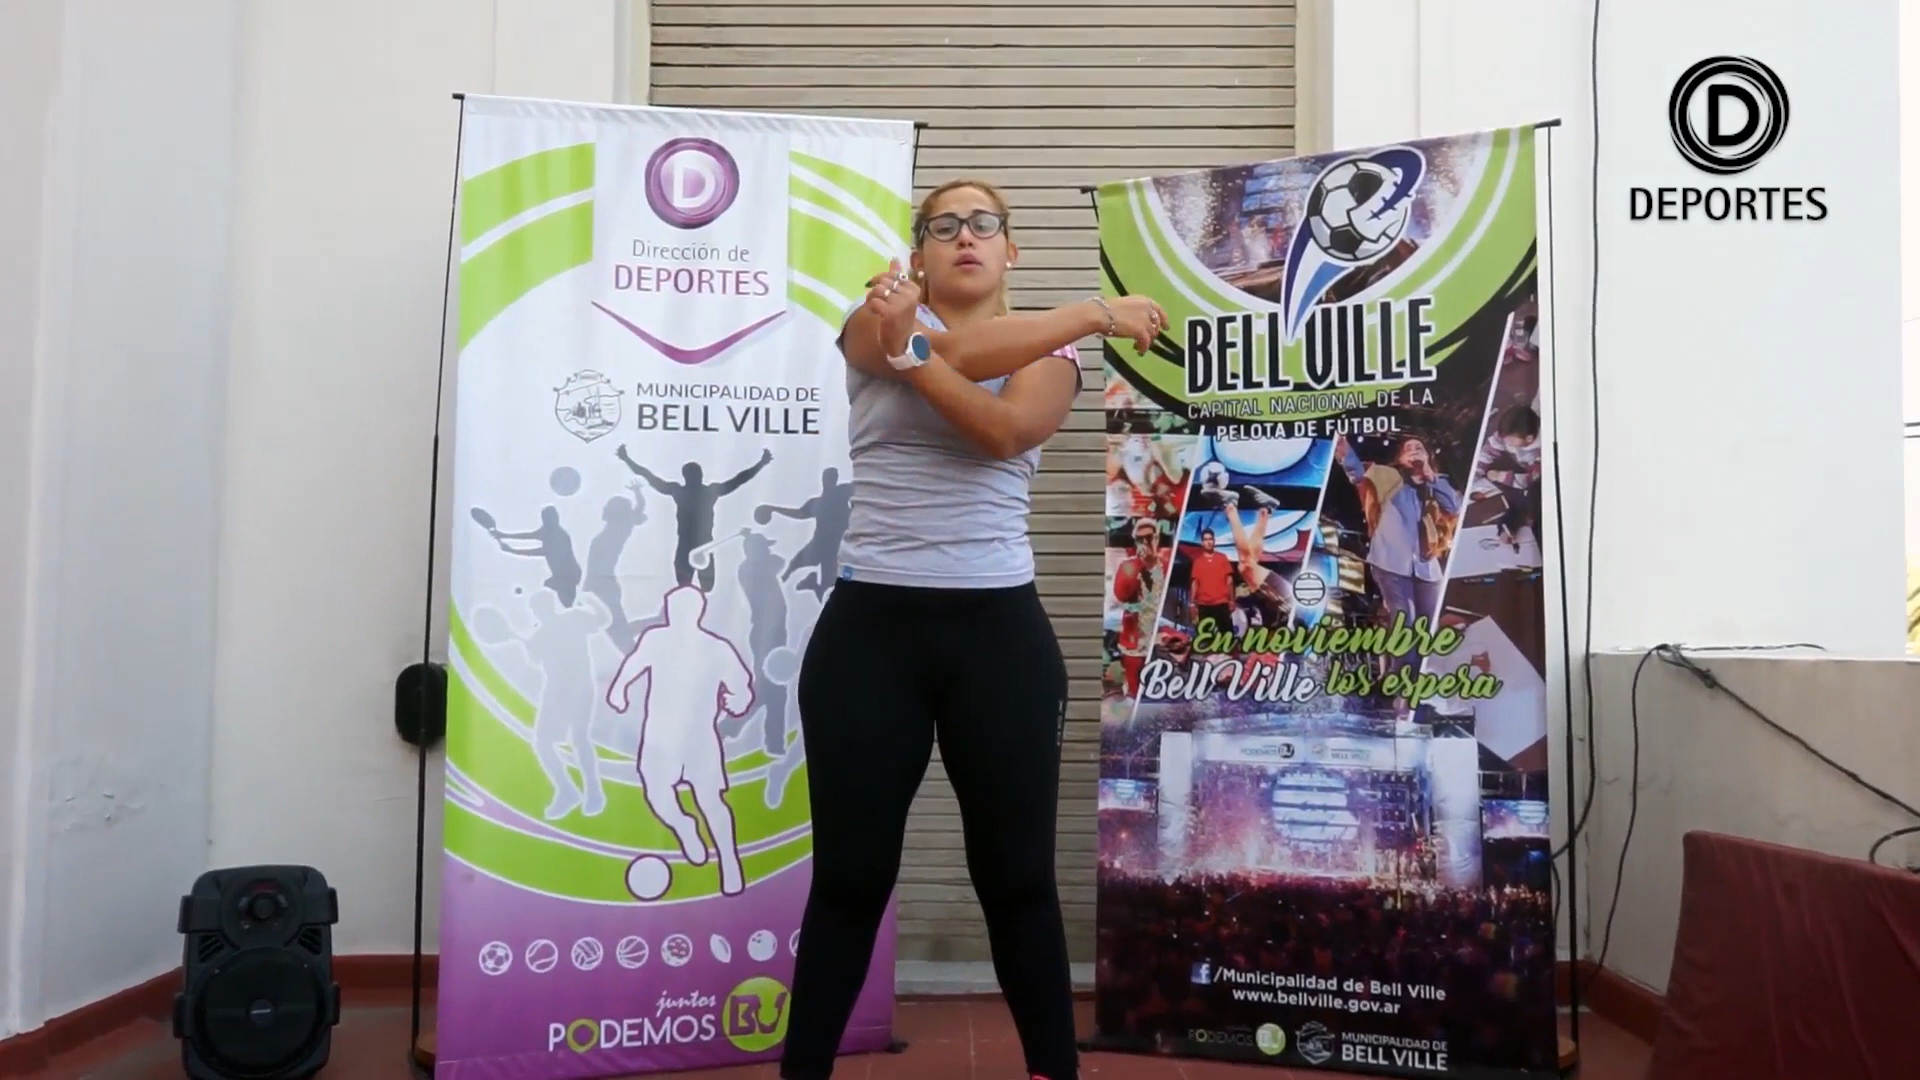 D
DEPORTES
D
Dirección de
DEPORTES
MUNICIPALIDAD DE
BELL VILLE
juntos
PODEMOS BV
BELL VILLE
CAPITAL NACIONAL DE LA
PELOTA DE FÚTBOL
En noviembre
Bell Ville los espera
PODEMOS
f/Municipalidad de Bell Ville
www.bellville.gov.ar
PODEMOS
MUNICIPALIDAD DE
BELL VILLE